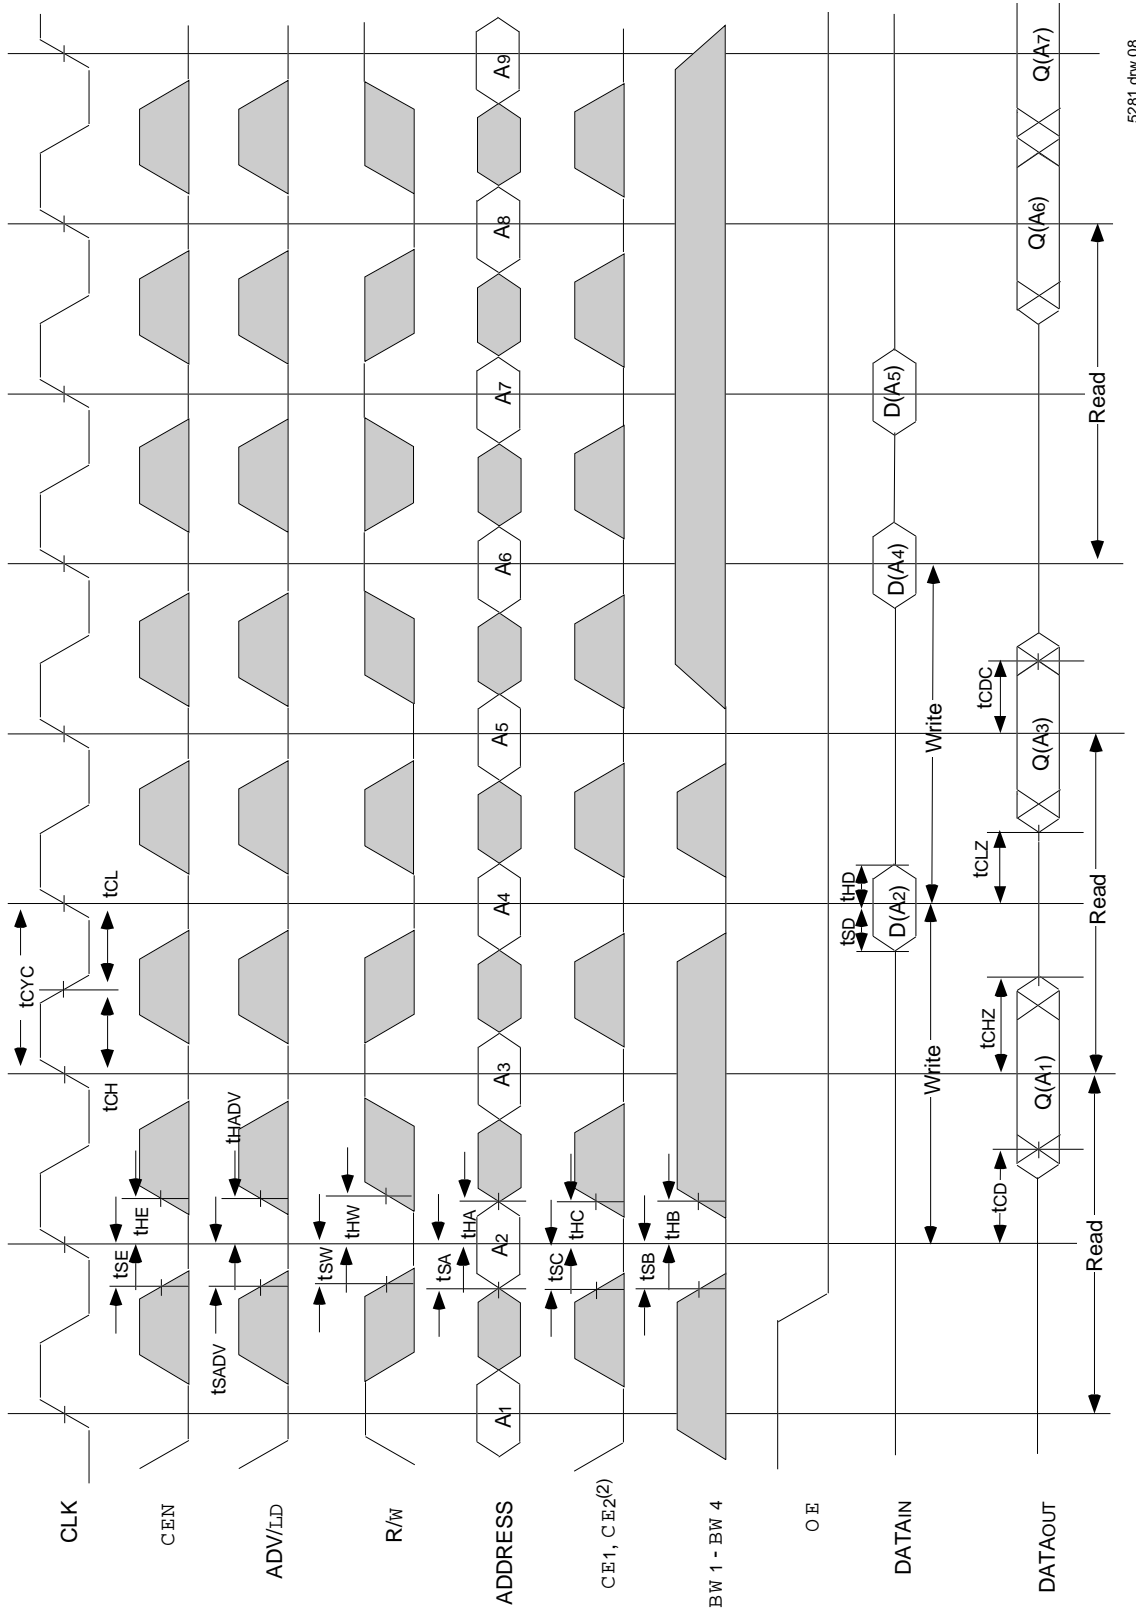 tCYC
CLK
tCH tCL
tSE tHE
CEN
tSADV tHADV
ADV/LD
tSW tHW
R/W
tSA tHA
ADDRESS A1 A2 A3 A4 A5 A6 A7 A8 A9
tSC tHC
CE1, CE2(2)
tSB tHB
BW1 - BW4
OE
tSD tHD
DATAIN D(A2) D(A4) D(A5)
Write Write
tCD tCHZ tCLZ tCDC
DATAOUT Q(A1) Q(A3) Q(A6) Q(A7)
Read Read Read
5281 drw 08